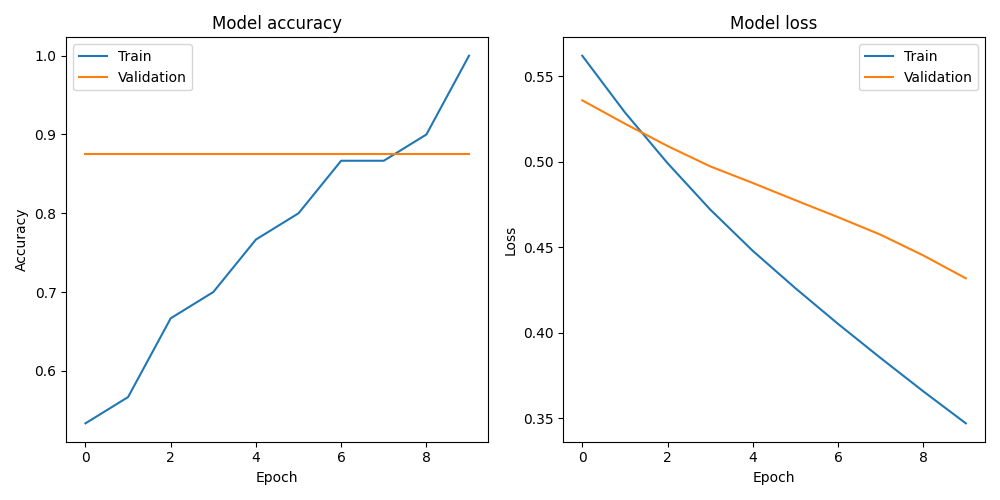 Model accuracy
Train
Validation
1.0
0.9
0.8
0.7
0.6
Accuracy
0 2 4 6 8
Epoch
Model loss
Train
Validation
0.55
0.50
0.45
0.40
0.35
Loss
0 2 4 6 8
Epoch